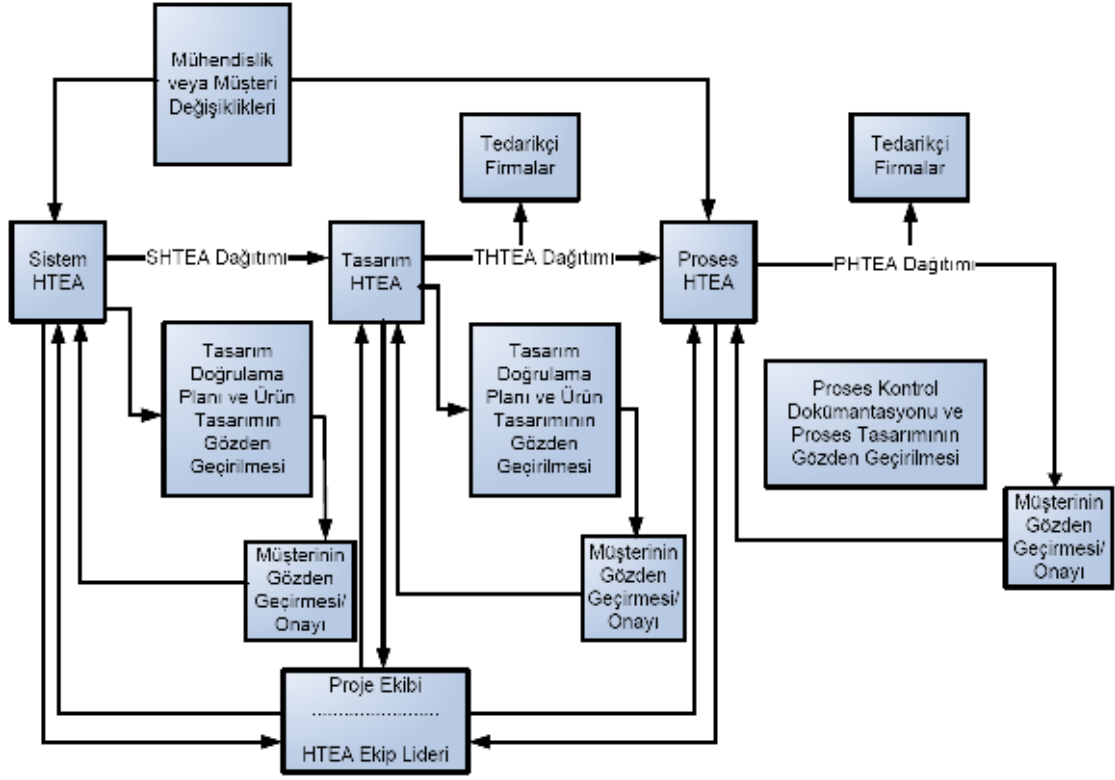 Mühendislik
veya Müşteri
Değişiklikleri
Tedarikçi
Firmalar
Tedarikçi
Firmalar
Sistem
HTEA
SHTEA Dağıtımı
Tasarım
HTEA
THTEA Dağıtımı
Proses
HTEA
PHTEA Dağıtımı
Tasarım
Doğrulama
Planı ve Ürün
Tasarımın
Gözden
Geçirilmesi
Tasarım
Doğrulama
Planı ve Ürün
Tasarımının
Gözden
Geçirilmesi
Proses Kontrol
Dokümantasyonu ve
Proses Tasarımının
Gözden Geçirilmesi
Müşterinin
Gözden
Geçirmesi/
Onayı
Müşterinin
Gözden
Geçirmesi/
Onayı
Müşterinin
Gözden
Geçirmesi/
Onayı
Proje Ekibi
........................
HTEA Ekip Lideri